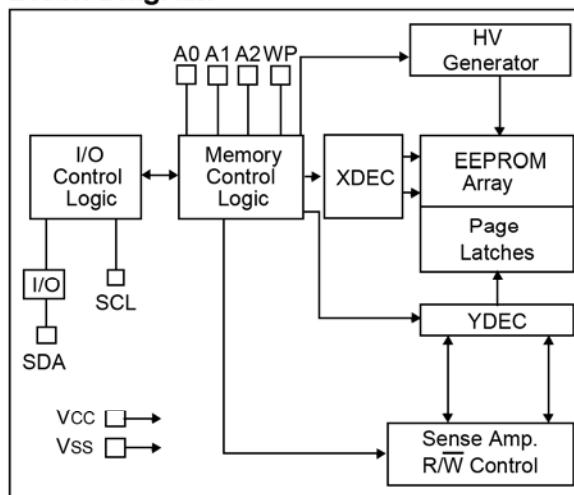 A0 A1 A2 WP
HV
Generator
I/O
Control
Logic
Memory
Control
Logic
XDEC
EEPROM
Array
Page
Latches
I/O
SCL
SDA
YDEC
VCC
VSS
Sense Amp.
R/W̅ Control